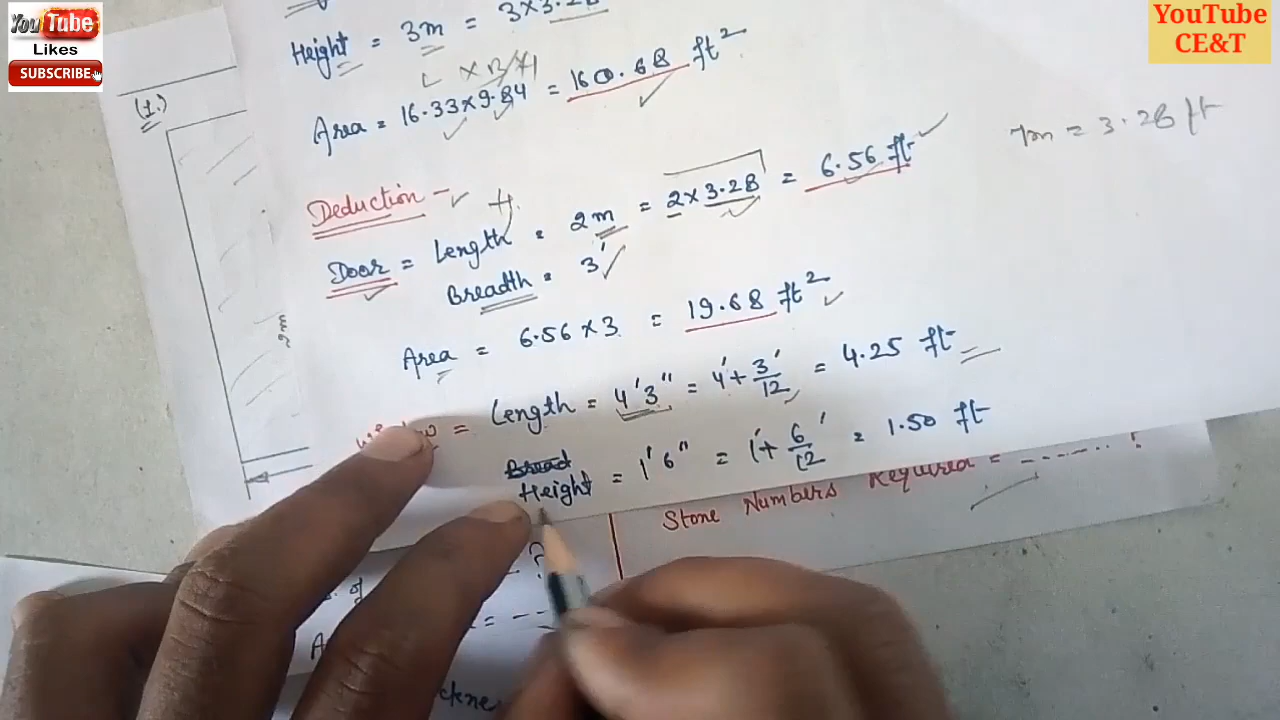 You Tube
Likes
SUBSCRIBE
YouTube
CE&T
Height = 3m = 3×3.28
Area = 16.33×9.84 = 160.68 ft²
1m = 3.28 ft
(1.)
Deduction -
Door = Length = 2m = 2×3.28 = 6.56 ft
Breadth = 3'
Area = 6.56×3 = 19.68 ft²
= Length = 4'3" = 4'+3/12' = 4.25 ft
Height = 1'6" = 1'+6/12' = 1.50 ft
Stone Numbers Required = ------ ?